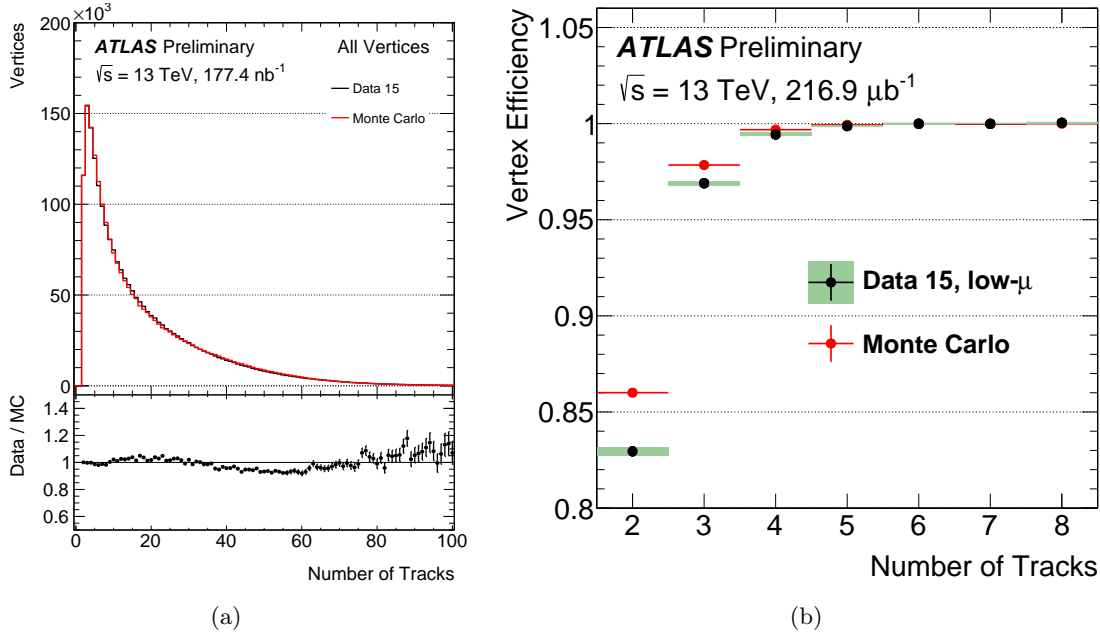 200 ×10³
Vertices
ATLAS Preliminary
All Vertices
√s = 13 TeV, 177.4 nb⁻¹
Data 15
Monte Carlo
150
100
50
0
Data / MC
1.4
1.2
1
0.8
0.6
0 20 40 60 80 100
Number of Tracks
(a)
Vertex Efficiency
1.05
ATLAS Preliminary
√s = 13 TeV, 216.9 μb⁻¹
1
0.95
0.9
Data 15, low-μ
Monte Carlo
0.85
0.8
2 3 4 5 6 7 8
Number of Tracks
(b)